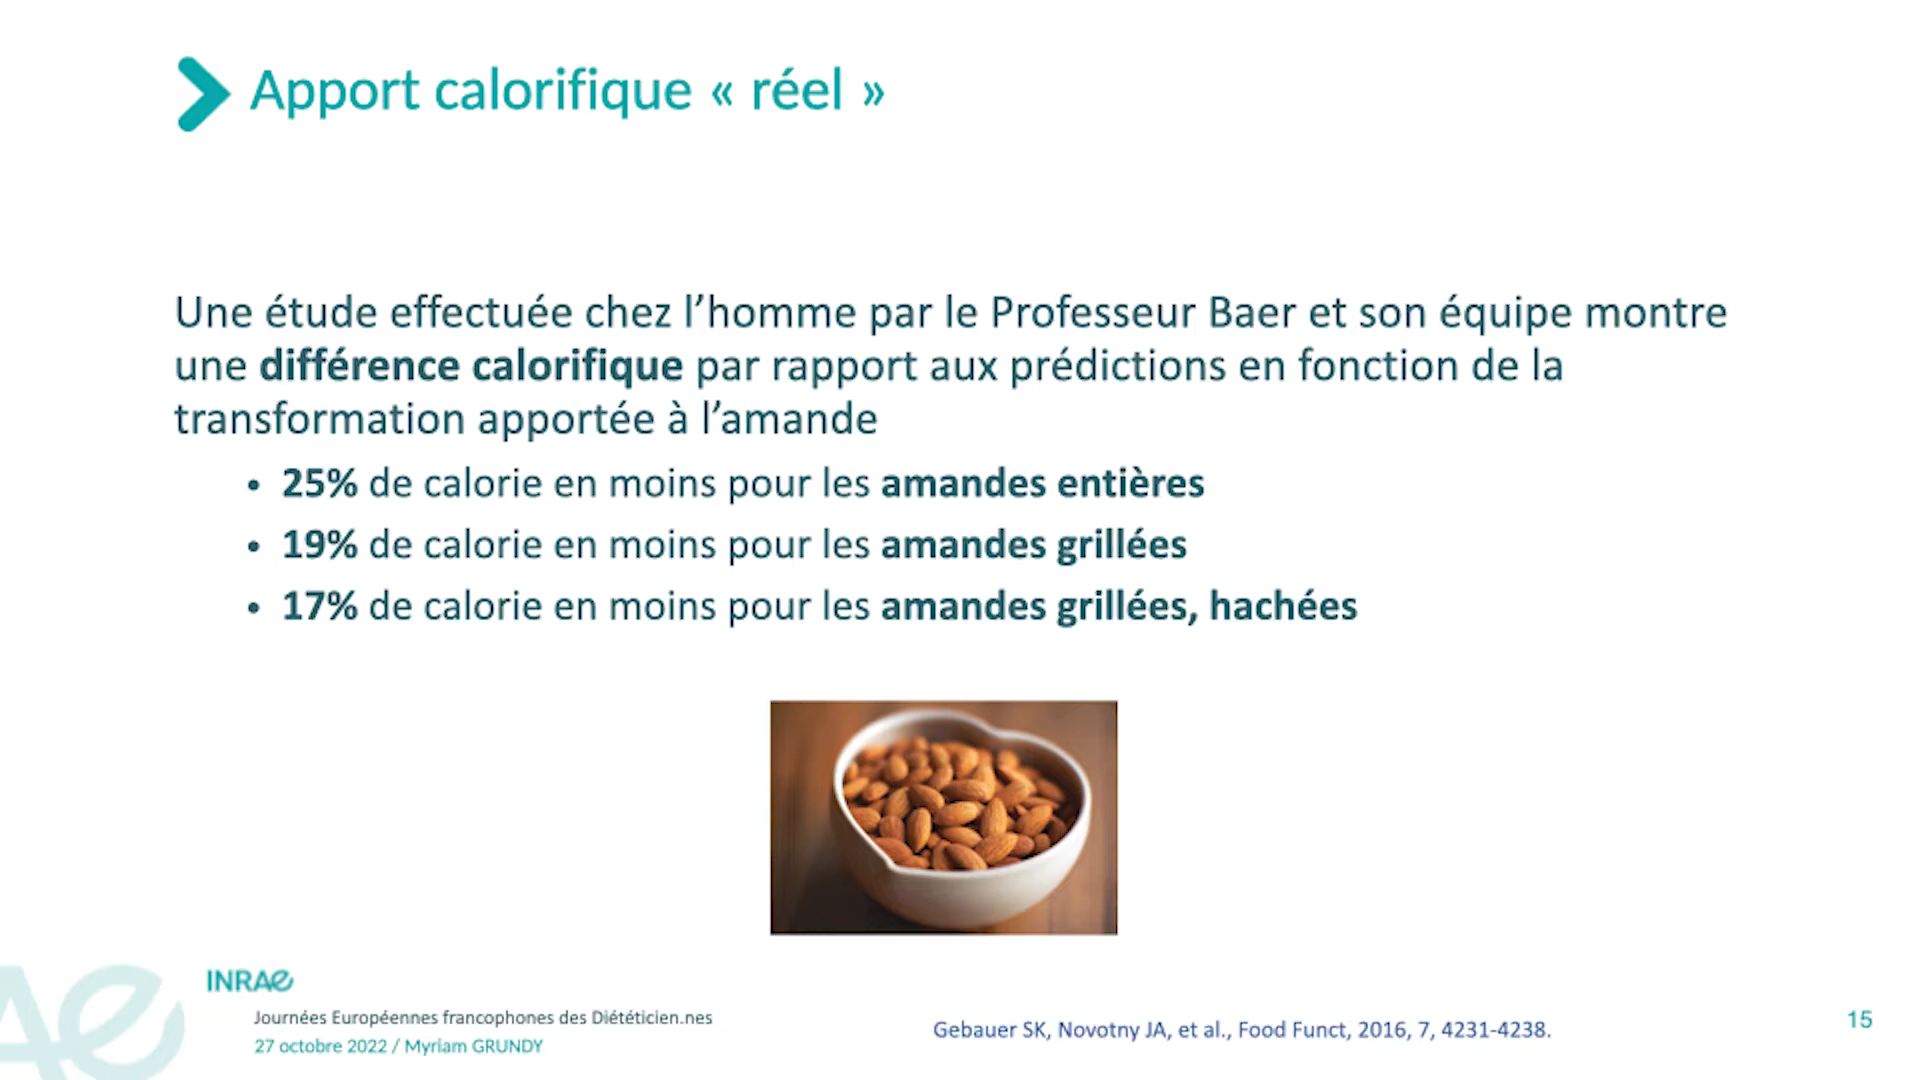 Apport calorifique « réel »
Une étude effectuée chez l’homme par le Professeur Baer et son équipe montre
une différence calorifique par rapport aux prédictions en fonction de la
transformation apportée à l’amande
• 25% de calorie en moins pour les amandes entières
• 19% de calorie en moins pour les amandes grillées
• 17% de calorie en moins pour les amandes grillées, hachées
INRAE
Journées Européennes francophones des Diététicien.nes
27 octobre 2022 / Myriam GRUNDY
Gebauer SK, Novotny JA, et al., Food Funct, 2016, 7, 4231-4238.
15